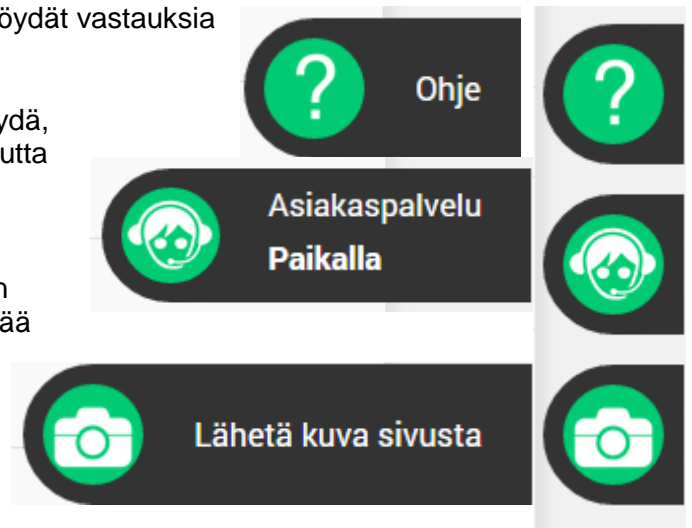 öydät vastauksia
Ohje
ydä,
utta
Asiakaspalvelu
Paikalla
n
ää
Lähetä kuva sivusta